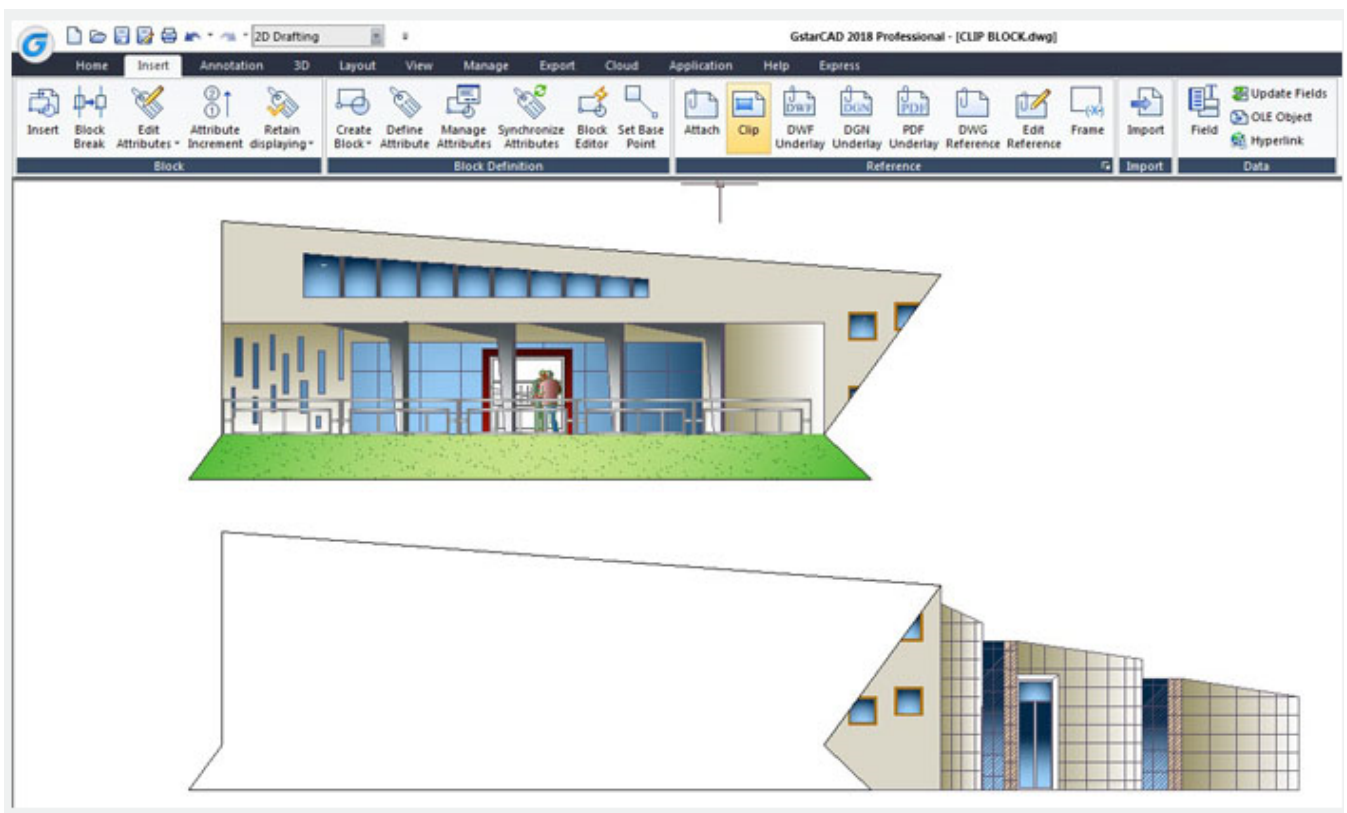 2D Drafting
GstarCAD 2018 Professional - [CLIP BLOCK.dwg]
Home Insert Annotation 3D Layout View Manage Export Cloud Application Help Express
Insert Block Break Edit Attributes Attribute Increment Retain displaying Create Block Define Attribute Manage Attributes Synchronize Attributes Block Editor Set Base Point Attach Clip DWF Underlay DGN Underlay PDF Underlay DWG Reference Edit Reference Frame Import Field
Update Fields
OLE Object
Hyperlink
Block Block Definition Reference Import Data